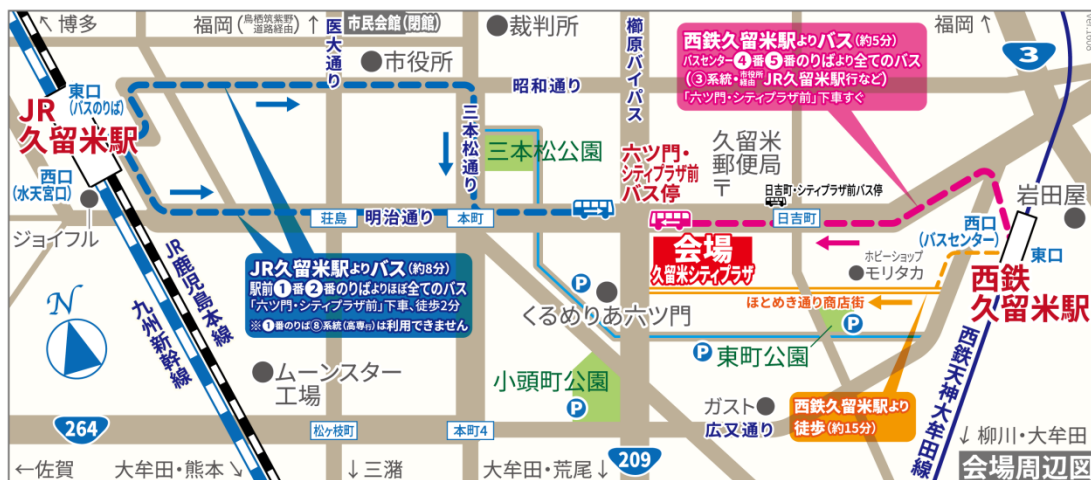 ↖博多
福岡(鳥栖筑紫野道路経由)↑
市民会館(閉館)
医大通り
●裁判所
●市役所
櫛原バイパス
福岡↖
3
西鉄久留米駅よりバス(約5分)
バスセンター④番⑤番のりばより全てのバス
(③系統・市役所経由 JR久留米駅行など)
「六ツ門・シティプラザ前」下車すぐ
昭和通り
東口
(バスのりば)
JR
久留米駅
西口
(水天宮口)
ジョイフル
三本松通り
三本松公園
六ツ門・
シティプラザ前
バス停
久留米
郵便局
〒
日吉町・シティプラザ前バス停
荘島
明治通り
本町
日吉町
岩田屋
西口
(バスセンター)
東口
会場
久留米シティプラザ
ホビーショップ
●モリタカ
西鉄
久留米駅
JR久留米駅よりバス(約8分)
駅前①番②番のりばよりほぼ全てのバス
「六ツ門・シティプラザ前」下車、徒歩2分
※①番のりば⑧系統(高専行)は利用できません
JR鹿児島本線
九州新幹線
N
P
くるめりあ六ツ門
ほとめき通り商店街
P
P
東町公園
西鉄天神大牟田線
●ムーンスター
工場
小頭町公園
P
ガスト●
広又通り
西鉄久留米駅より
徒歩(約15分)
264
松ヶ枝町
本町4
209
↓柳川・大牟田
←佐賀
大牟田・熊本↘
↓三潴
大牟田・荒尾↓
会場周辺図